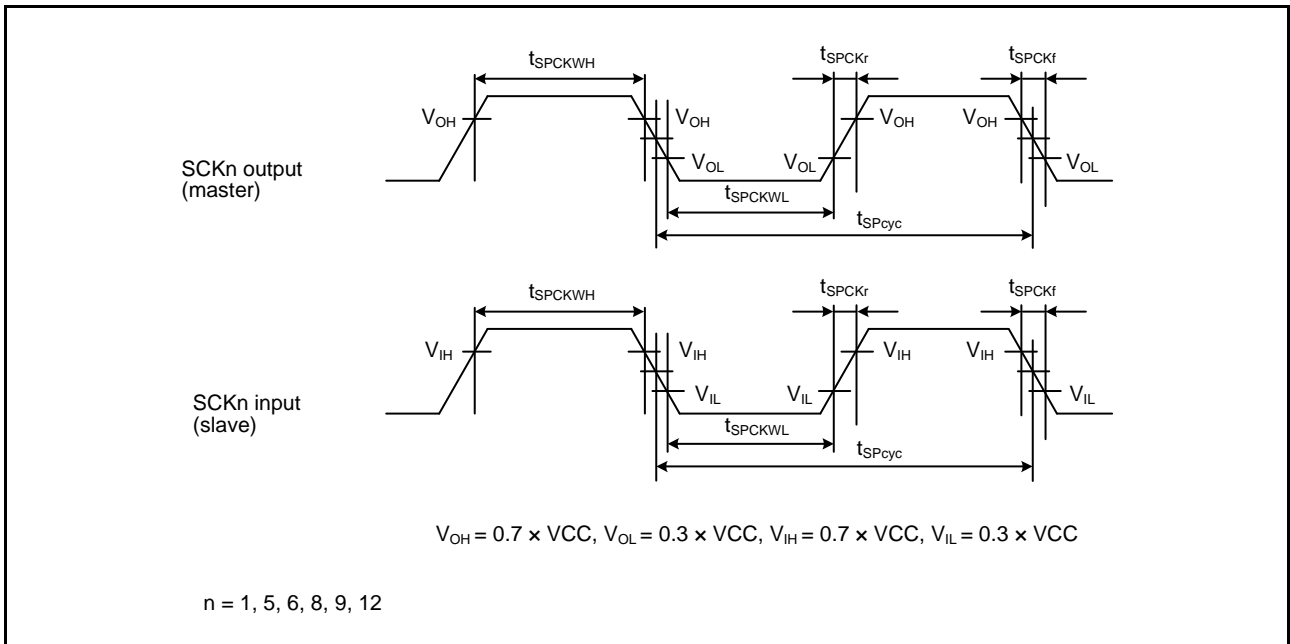 tSPCKWH
tSPCKr
tSPCKf
VOH
VOH
VOH
VOH
SCKn output
(master)
VOL
VOL
VOL
tSPCKWL
tSPcyc
tSPCKWH
tSPCKr
tSPCKf
VIH
VIH
VIH
VIH
SCKn input
(slave)
VIL
VIL
VIL
tSPCKWL
tSPcyc
VOH = 0.7 × VCC, VOL = 0.3 × VCC, VIH = 0.7 × VCC, VIL = 0.3 × VCC
n = 1, 5, 6, 8, 9, 12